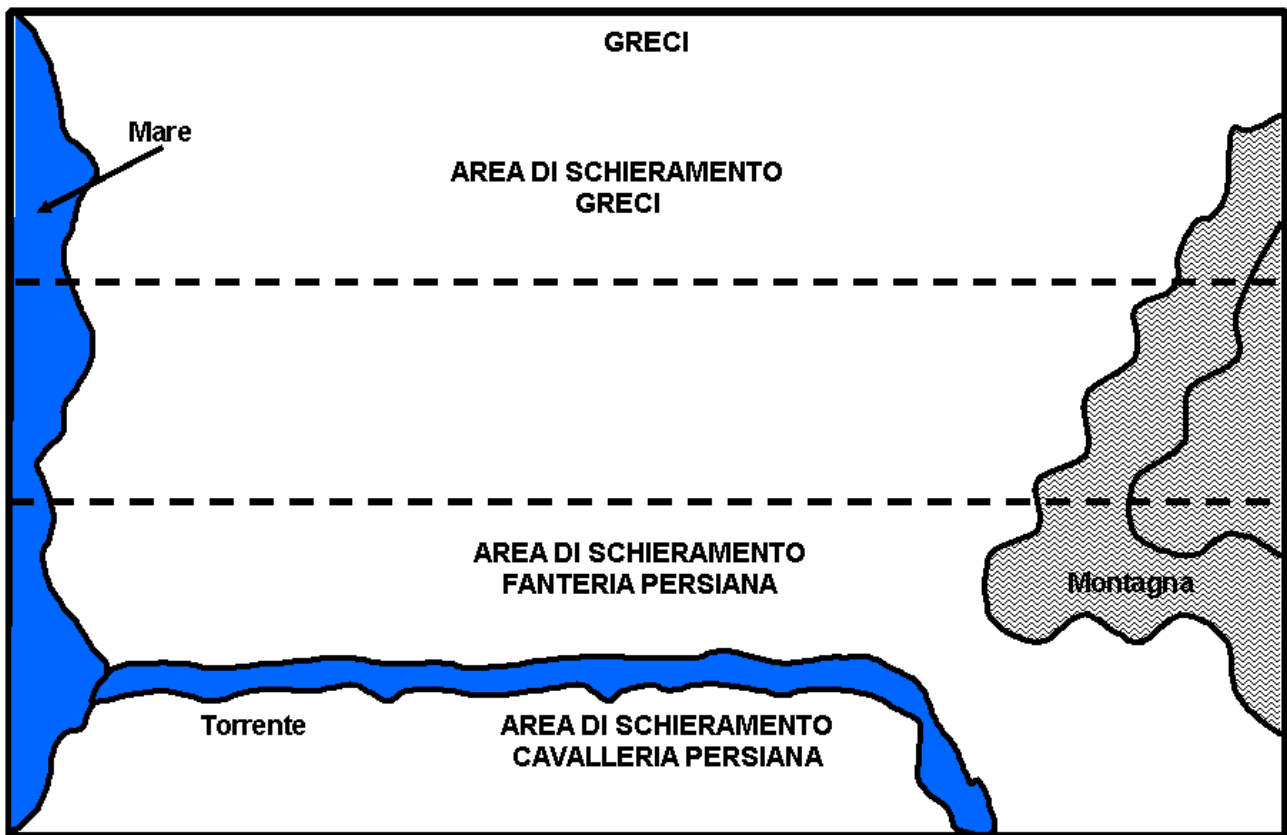 GRECI
Mare
AREA DI SCHIERAMENTO
GRECI
AREA DI SCHIERAMENTO
FANTERIA PERSIANA
Montagna
Torrente
AREA DI SCHIERAMENTO
CAVALLERIA PERSIANA